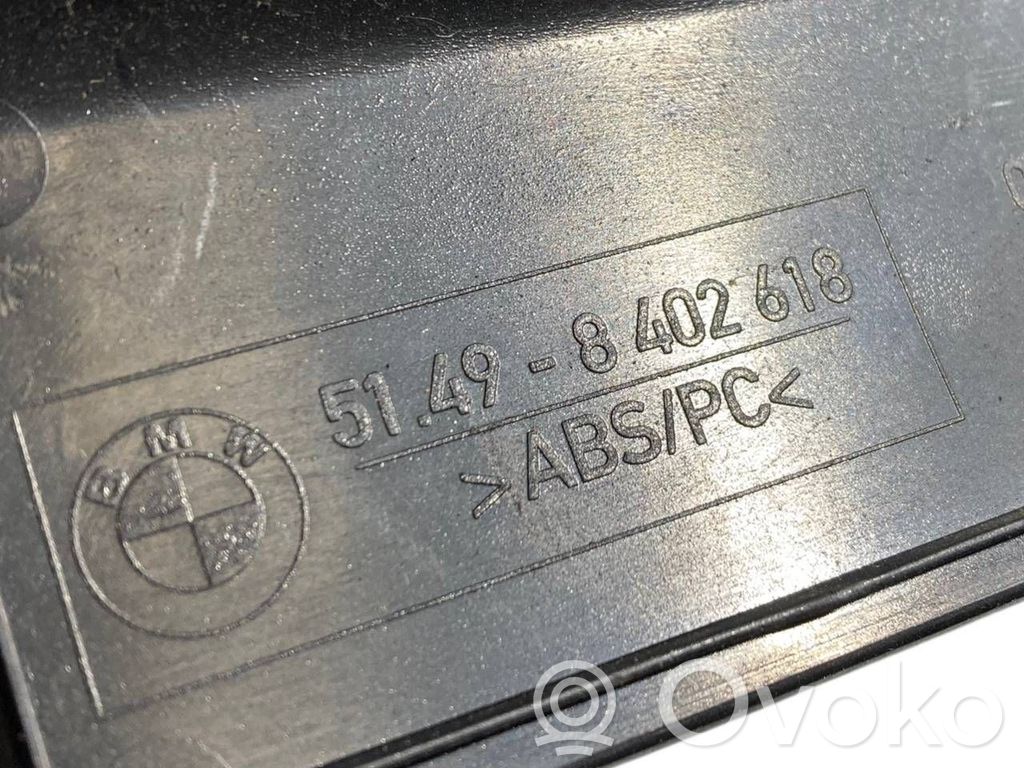 BMW
51.49 - 8 402 618
>ABS/PC<
© Ovoko